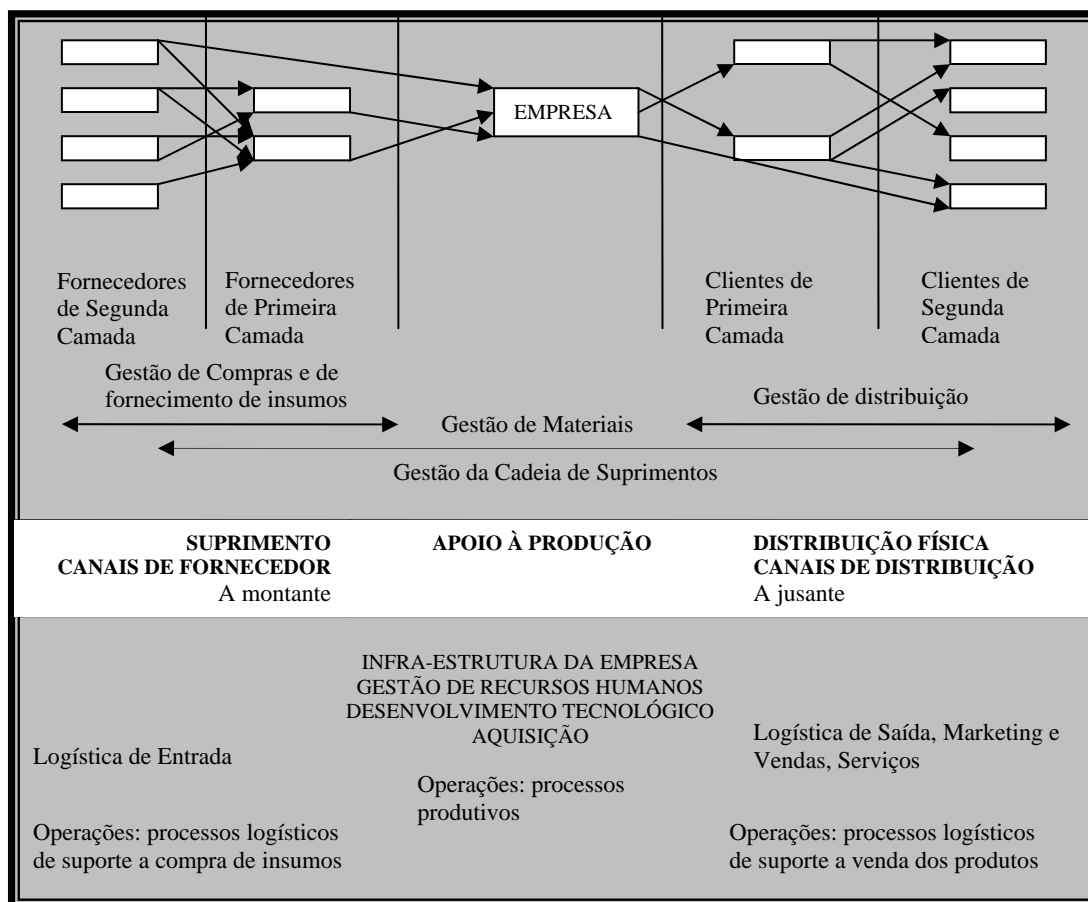 EMPRESA
Fornecedores
de Segunda
Camada
Fornecedores
de Primeira
Camada
Clientes de
Primeira
Camada
Clientes de
Segunda
Camada
Gestão de Compras e de
fornecimento de insumos
Gestão de Materiais
Gestão de distribuição
Gestão da Cadeia de Suprimentos
SUPRIMENTO
CANAIS DE FORNECEDOR
A montante
APOIO À PRODUÇÃO
DISTRIBUIÇÃO FÍSICA
CANAIS DE DISTRIBUIÇÃO
A jusante
INFRA-ESTRUTURA DA EMPRESA
GESTÃO DE RECURSOS HUMANOS
DESENVOLVIMENTO TECNOLÓGICO
AQUISIÇÃO
Logística de Entrada
Operações: processos
produtivos
Logística de Saída, Marketing e
Vendas, Serviços
Operações: processos logísticos
de suporte a compra de insumos
Operações: processos logísticos
de suporte a venda dos produtos